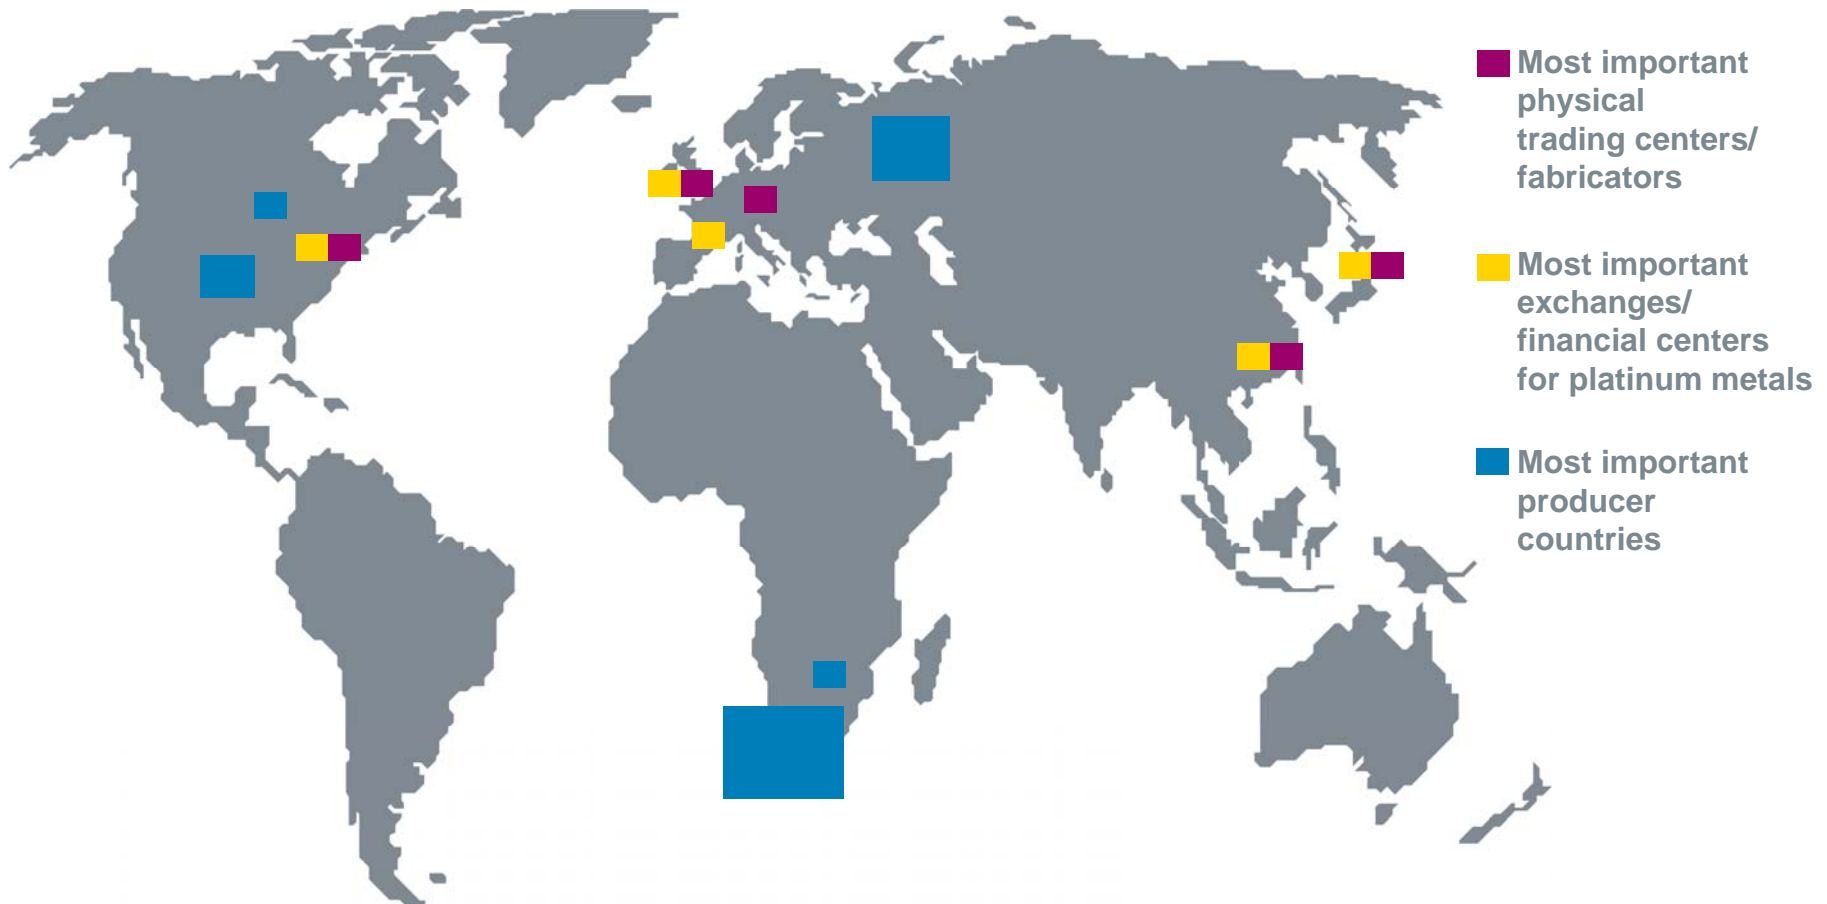 Most important
physical
trading centers/
fabricators
Most important
exchanges/
financial centers
for platinum metals
Most important
producer
countries